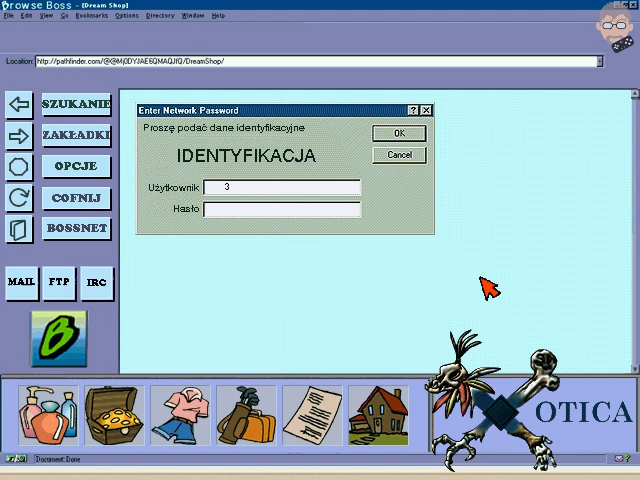 Browse Boss - [Dream Shop]
File Edit View Go Bookmarks Options Directory Window Help
Location: http://pathfinder.com/@@Mj0DYJAE6QMAQJfQ/DreamShop/
SZUKANIE
ZAKŁADKI
OPCJE
COFNIJ
BOSSNET
MAIL FTP IRC
B
Enter Network Password
Proszę podać dane identyfikacyjne
OK
IDENTYFIKACJA
Cancel
Użytkownik 3
Hasło
OTICA
Document: Done